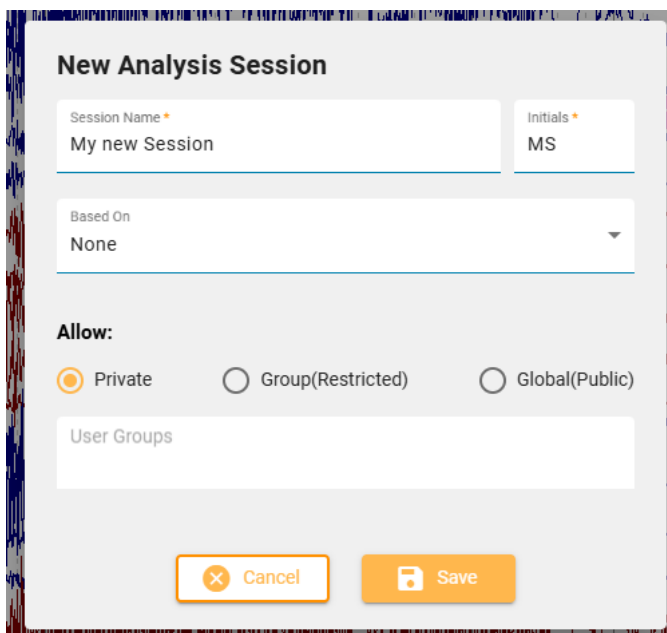 New Analysis Session
Session Name *
Initials *
My new Session
MS
Based On
None
Allow:
Private
Group(Restricted)
Global(Public)
User Groups
Cancel
Save